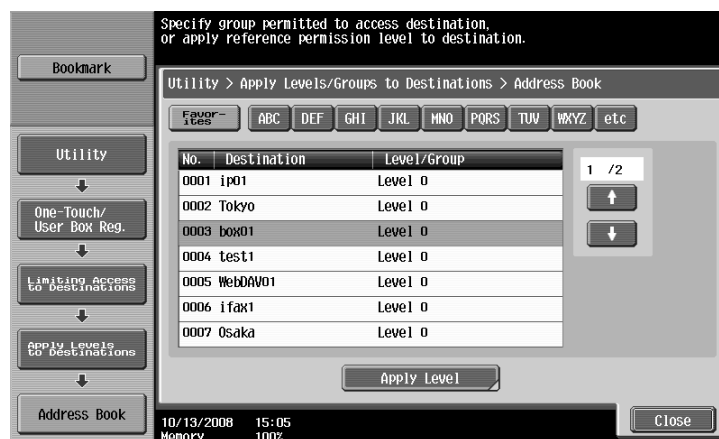 Specify group permitted to access destination,
or apply reference permission level to destination.
Bookmark
Utility > Apply Levels/Groups to Destinations > Address Book
Favor-
ites
ABC DEF GHI JKL MNO PQRS TUV WXYZ etc
Utility
One-Touch/
User Box Reg.
Limiting Access
to Destinations
Apply Levels
to Destinations
Address Book
No. Destination Level/Group
0001 ip01 Level 0
0002 Tokyo Level 0
0003 box01 Level 0
0004 test1 Level 0
0005 WebDAV01 Level 0
0006 ifax1 Level 0
0007 Osaka Level 0
1 /2
Apply Level
10/13/2008 15:05
Memory 100%
Close